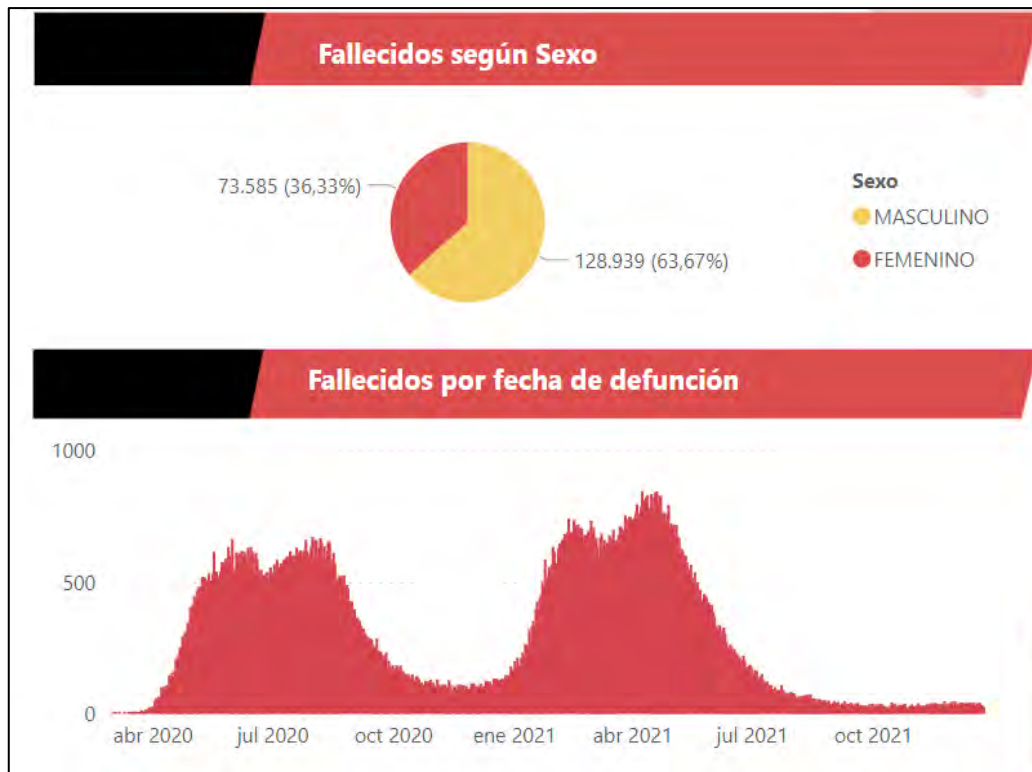 Fallecidos según Sexo
73.585 (36,33%)
Sexo
MASCULINO
128.939 (63,67%)
FEMENINO
Fallecidos por fecha de defunción
1000
500
0
abr 2020 jul 2020 oct 2020 ene 2021 abr 2021 jul 2021 oct 2021